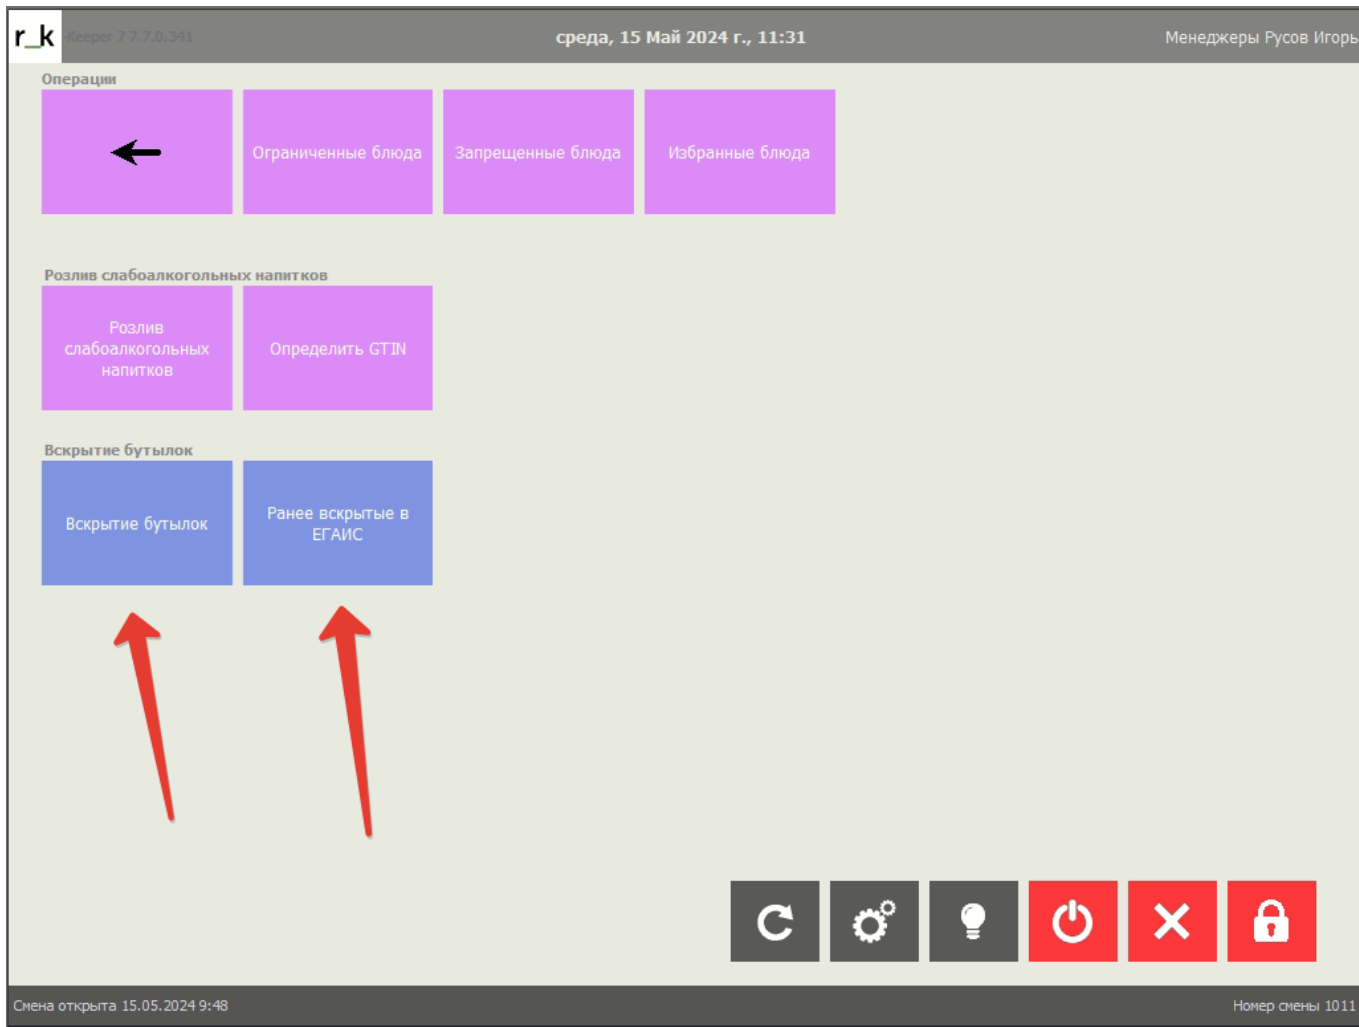 r_k
-Keeper 7 7.7.0.341
среда, 15 Май 2024 г., 11:31
Менеджеры Русов Игорь
Операции
Ограниченные блюда
Запрещенные блюда
Избранные блюда
Розлив слабоалкогольных напитков
Розлив
слабоалкогольных
напитков
Определить GTIN
Вскрытие бутылок
Вскрытие бутылок
Ранее вскрытые в
ЕГАИС
Смена открыта 15.05.2024 9:48
Номер смены 1011